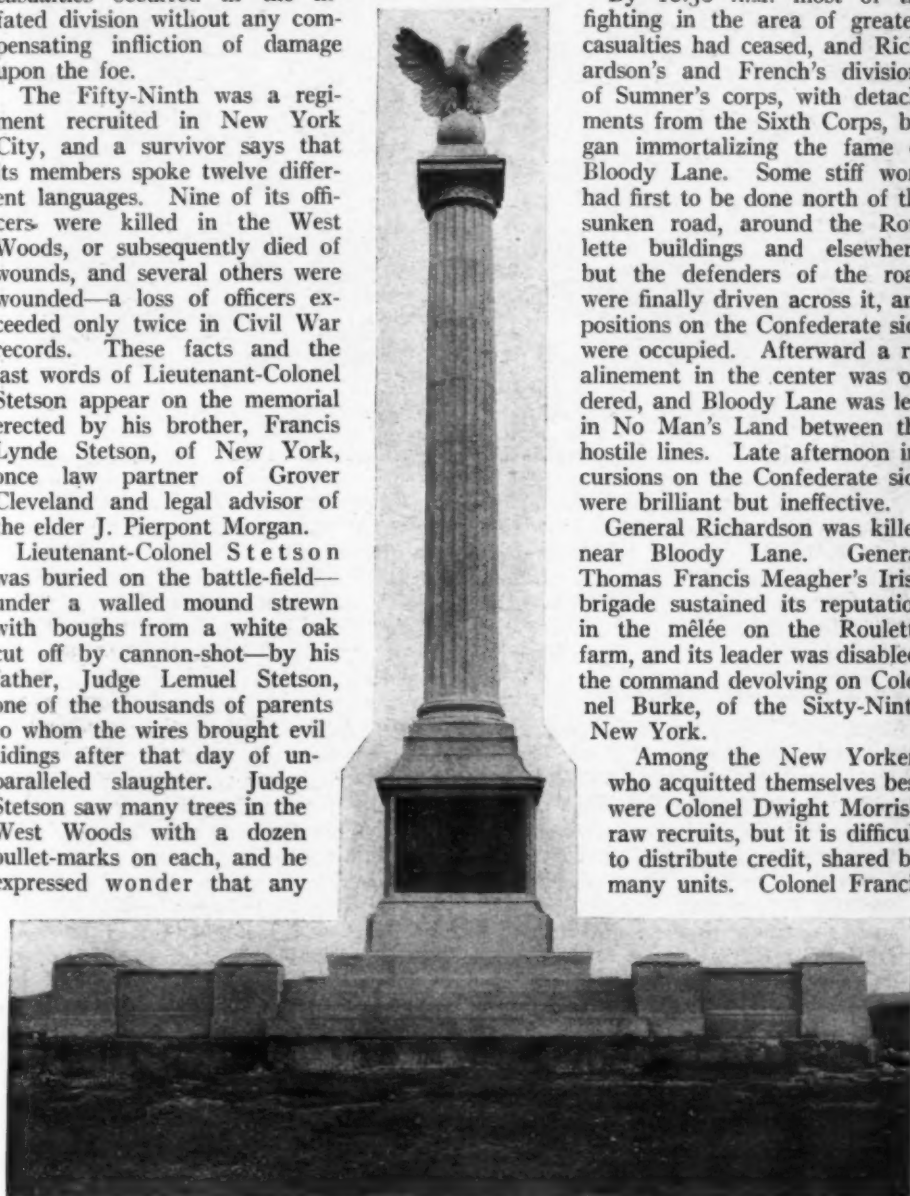 fated division without any com-
pensating infliction of damage
upon the foe.
The Fifty-Ninth was a regi-
ment recruited in New York
City, and a survivor says that
its members spoke twelve differ-
ent languages. Nine of its offi-
cers were killed in the West
Woods, or subsequently died of
wounds, and several others were
wounded—a loss of officers ex-
ceeded only twice in Civil War
records. These facts and the
last words of Lieutenant-Colonel
Stetson appear on the memorial
erected by his brother, Francis
Lynde Stetson, of New York,
once law partner of Grover
Cleveland and legal advisor of
the elder J. Pierpont Morgan.
Lieutenant-Colonel Stetson
was buried on the battle-field—
under a walled mound strewn
with boughs from a white oak
cut off by cannon-shot—by his
father, Judge Lemuel Stetson,
one of the thousands of parents
to whom the wires brought evil
tidings after that day of un-
paralleled slaughter. Judge
Stetson saw many trees in the
West Woods with a dozen
bullet-marks on each, and he
expressed wonder that any
fighting in the area of greate
casualties had ceased, and Rich
ardson's and French's division
of Sumner's corps, with detach
ments from the Sixth Corps, b
gan immortalizing the fame
Bloody Lane. Some stiff wor
had first to be done north of th
sunken road, around the Rou
lette buildings and elsewher
but the defenders of the roa
were finally driven across it, an
positions on the Confederate sid
were occupied. Afterward a r
alinement in the center was o
dered, and Bloody Lane was le
in No Man's Land between th
hostile lines. Late afternoon in
cursions on the Confederate sid
were brilliant but ineffective.
General Richardson was kille
near Bloody Lane. Genera
Thomas Francis Meagher's Iris
brigade sustained its reputatio
in the mêlée on the Roulett
farm, and its leader was disabled
the command devolving on Colo
nel Burke, of the Sixty-Nint
New York.
Among the New Yorker
who acquitted themselves bes
were Colonel Dwight Morris
raw recruits, but it is difficul
to distribute credit, shared b
many units. Colonel Franci